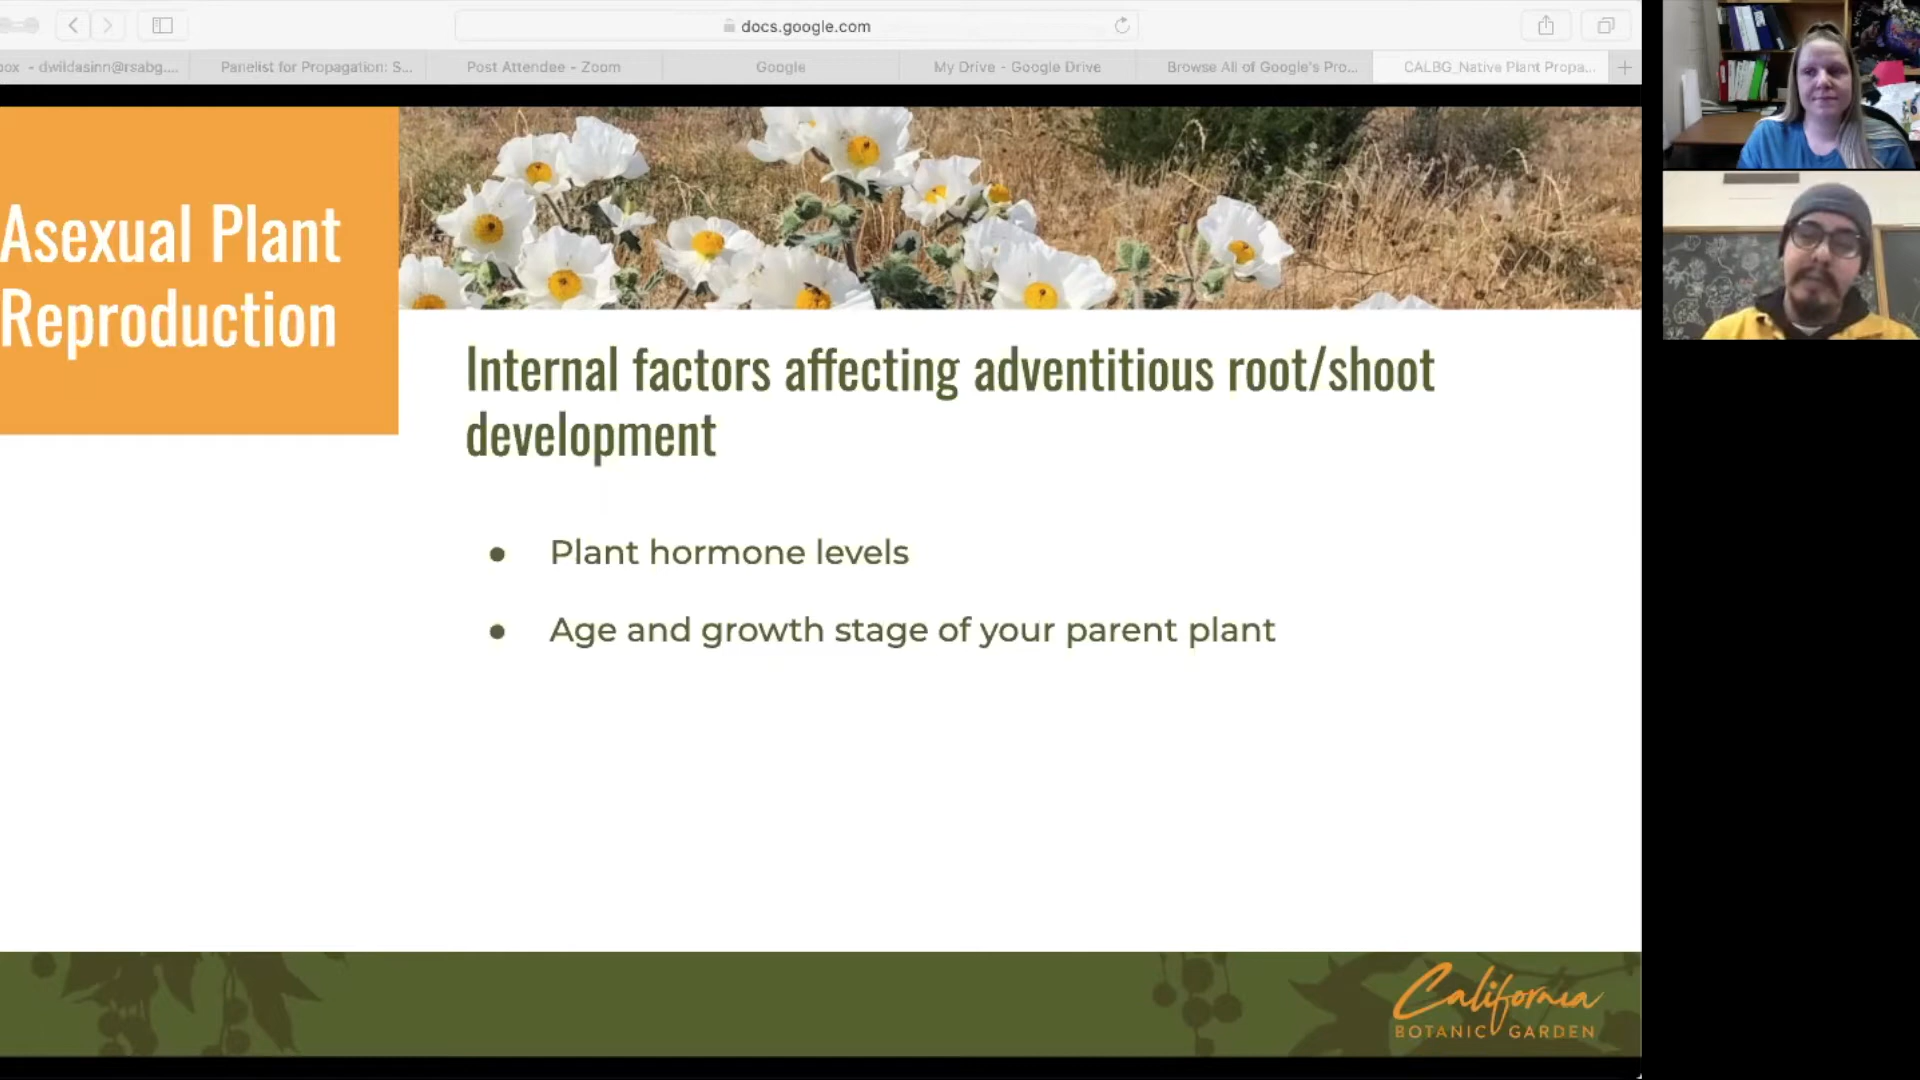 docs.google.com
box - dwildasinn@rsabg....
Panelist for Propagation: S...
Post Attendee - Zoom
Google
My Drive - Google Drive
Browse All of Google's Pro...
CALBG_Native Plant Propa...
Asexual Plant
Reproduction
Internal factors affecting adventitious root/shoot
development
● Plant hormone levels
● Age and growth stage of your parent plant
California
BOTANIC GARDEN